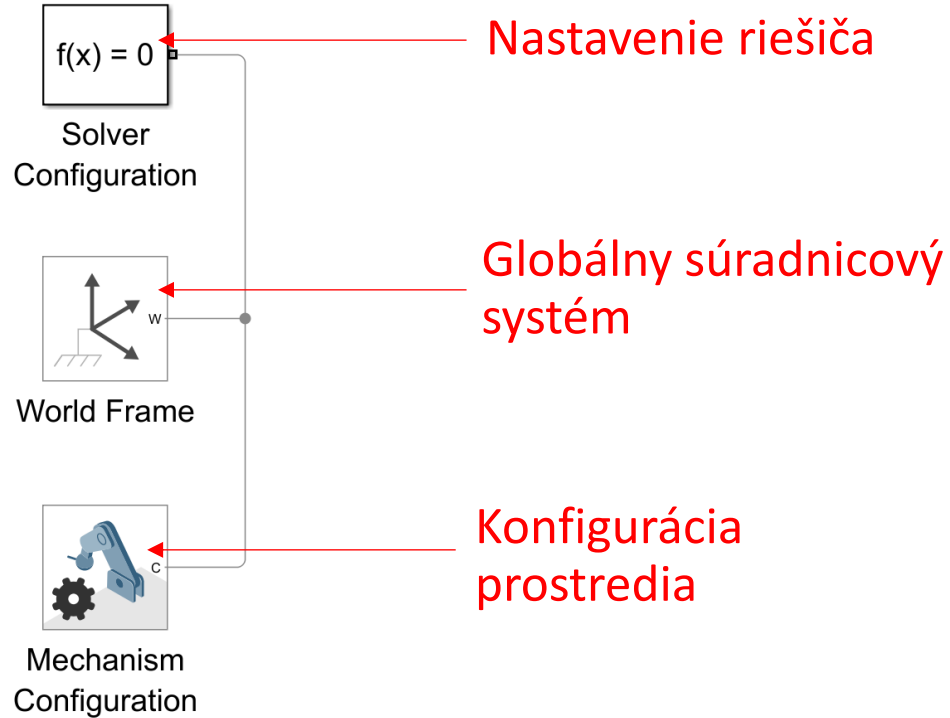 f(x) = 0
Nastavenie riešiča
Solver
Configuration
Globálny súradnicový
systém
W
World Frame
Konfigurácia
prostredia
C
Mechanism
Configuration